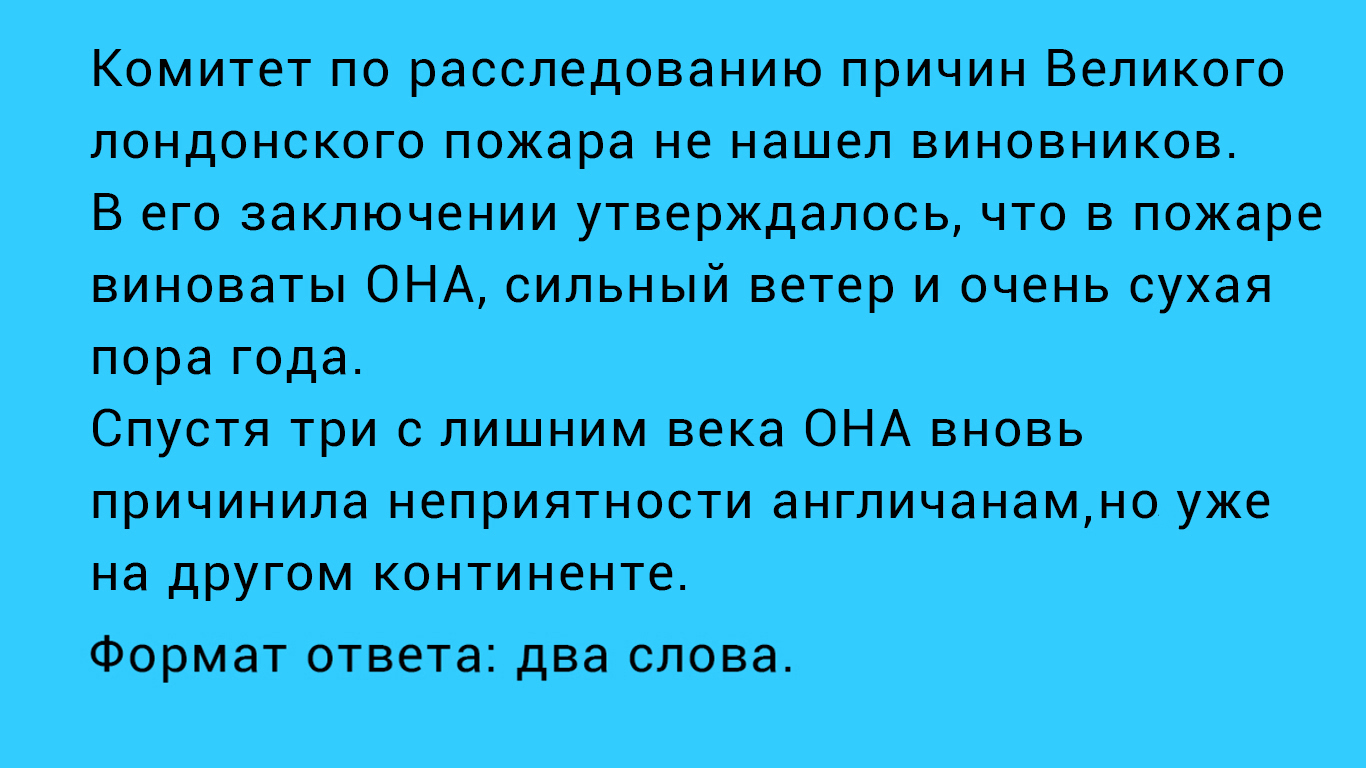 Комитет по расследованию причин Великого
лондонского пожара не нашел виновников.
В его заключении утверждалось, что в пожаре
виноваты ОНА, сильный ветер и очень сухая
пора года.
Спустя три с лишним века ОНА вновь
причинила неприятности англичанам,но уже
на другом континенте.
Формат ответа: два слова.